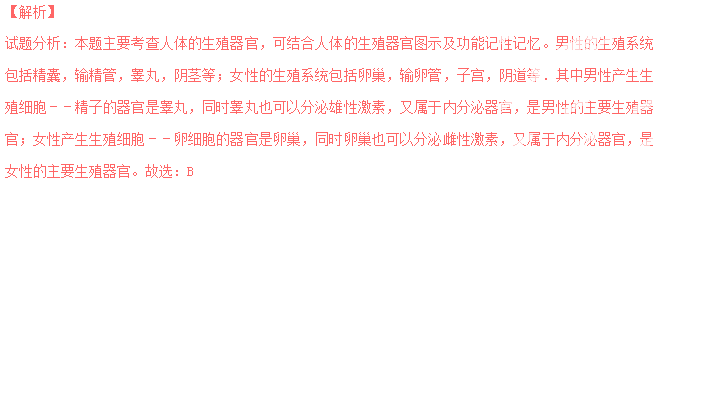 【解析】
试题分析：本题主要考查人体的生殖器官，可结合人体的生殖器官图示及功能记性记忆。男性的生殖系统
包括精囊，输精管，睾丸，阴茎等；女性的生殖系统包括卵巢，输卵管，子宫，阴道等．其中男性产生生
殖细胞－－精子的器官是睾丸，同时睾丸也可以分泌雄性激素，又属于内分泌器官，是男性的主要生殖器
官；女性产生生殖细胞－－卵细胞的器官是卵巢，同时卵巢也可以分泌雌性激素，又属于内分泌器官，是
女性的主要生殖器官。故选：B